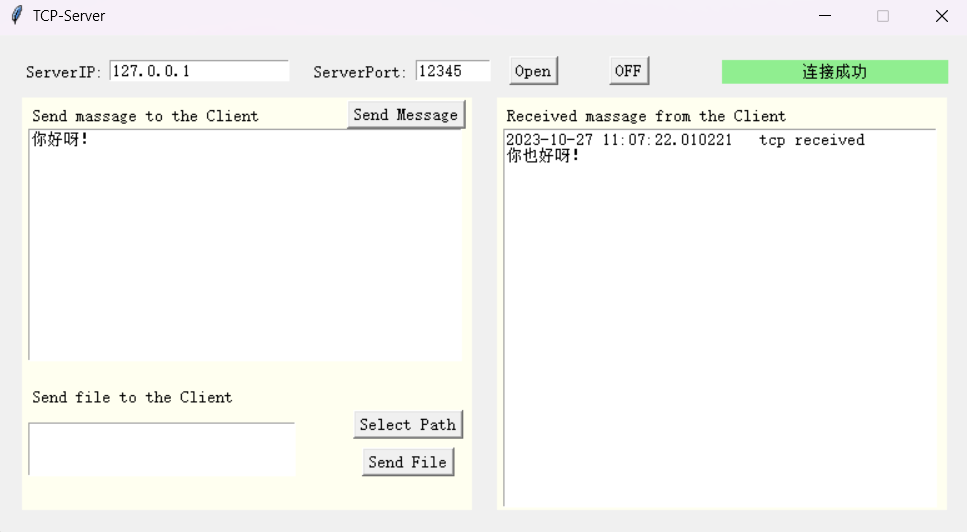 TCP-Server
ServerIP: 127.0.0.1 ServerPort: 12345 Open OFF 连接成功
Send massage to the Client Send Message
你好呀!
Send file to the Client
Select Path
Send File
Received massage from the Client
2023-10-27 11:07:22.010221 tcp received
你也好呀!